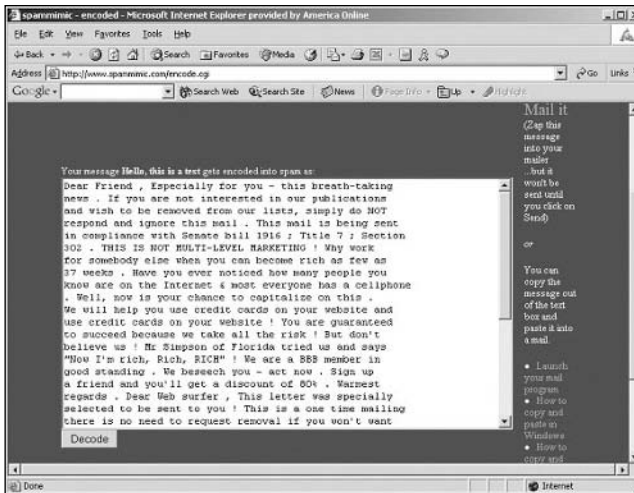 spammimic - encoded - Microsoft Internet Explorer provided by America Online
File Edit View Favorites Tools Help
Back Search Favorites Media
Address http://www.spammimic.com/encode.cgi Go Links
Google Search Web Search Site News Page Info Up Highlight
Your message Hello, this is a text gets encoded into spam as:
Dear Friend , Especially for you - this breath-taking
news . If you are not interested in our publications
and wish to be removed from our lists, simply do NOT
respond and ignore this mail . This mail is being sent
in compliance with Senate bill 1916 ; Title 7 ; Section
302 . THIS IS NOT MULTI-LEVEL MARKETING ! Why work
for somebody else when you can become rich as few as
37 weeks . Have you ever noticed how many people you
know are on the Internet & most everyone has a cellphone
. Well, now is your chance to capitalize on this .
We will help you use credit cards on your website and
use credit cards on your website ! You are guaranteed
to succeed because we take all the risk ! But don't
believe us ! Mr Simpson of Florida tried us and says
"Now I'm rich, Rich, RICH" ! We are a BBB member in
good standing . We beseech you - act now . Sign up
a friend and you'll get a discount of 80% . Warmest
regards . Dear Web surfer , This letter was specially
selected to be sent to you ! This is a one time mailing
there is no need to request removal if you won't want
Decode
Mail it
(Zap this
message
into your
mailer
...but it
won't be
sent until
you click on
Send)
or
You can
copy the
message out
of the text
box and
paste it into
a mail.
• Launch
your mail
program
• How to
copy and
paste in
Windows
• How to
copy and
Done Internet